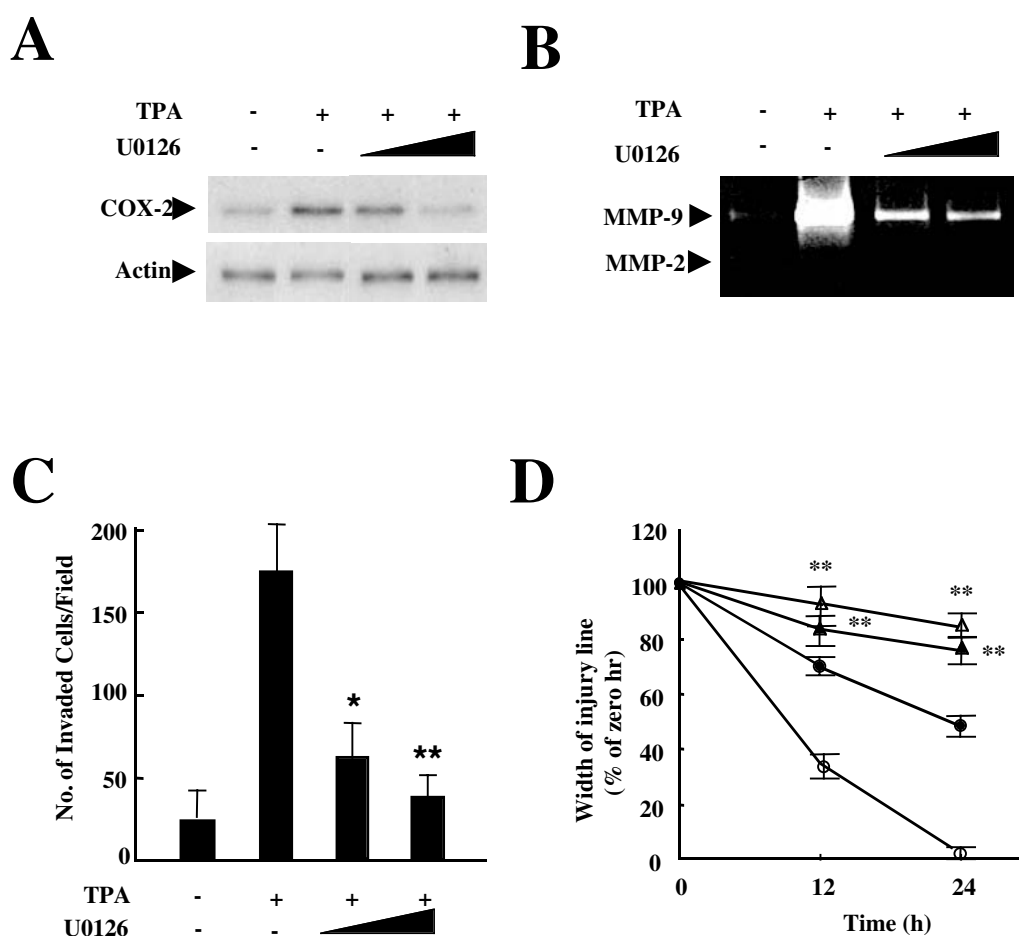 A
TPA - + + +
U0126 - -
COX-2
Actin
B
TPA - + + +
U0126 - -
MMP-9
MMP-2
C
No. of Invaded Cells/Field
200
150
100
50
0
*
**
TPA - + + +
U0126 - -
D
Width of injury line
(% of zero hr)
120
100
80
60
40
20
0
**
**
**
**
0 12 24
Time (h)